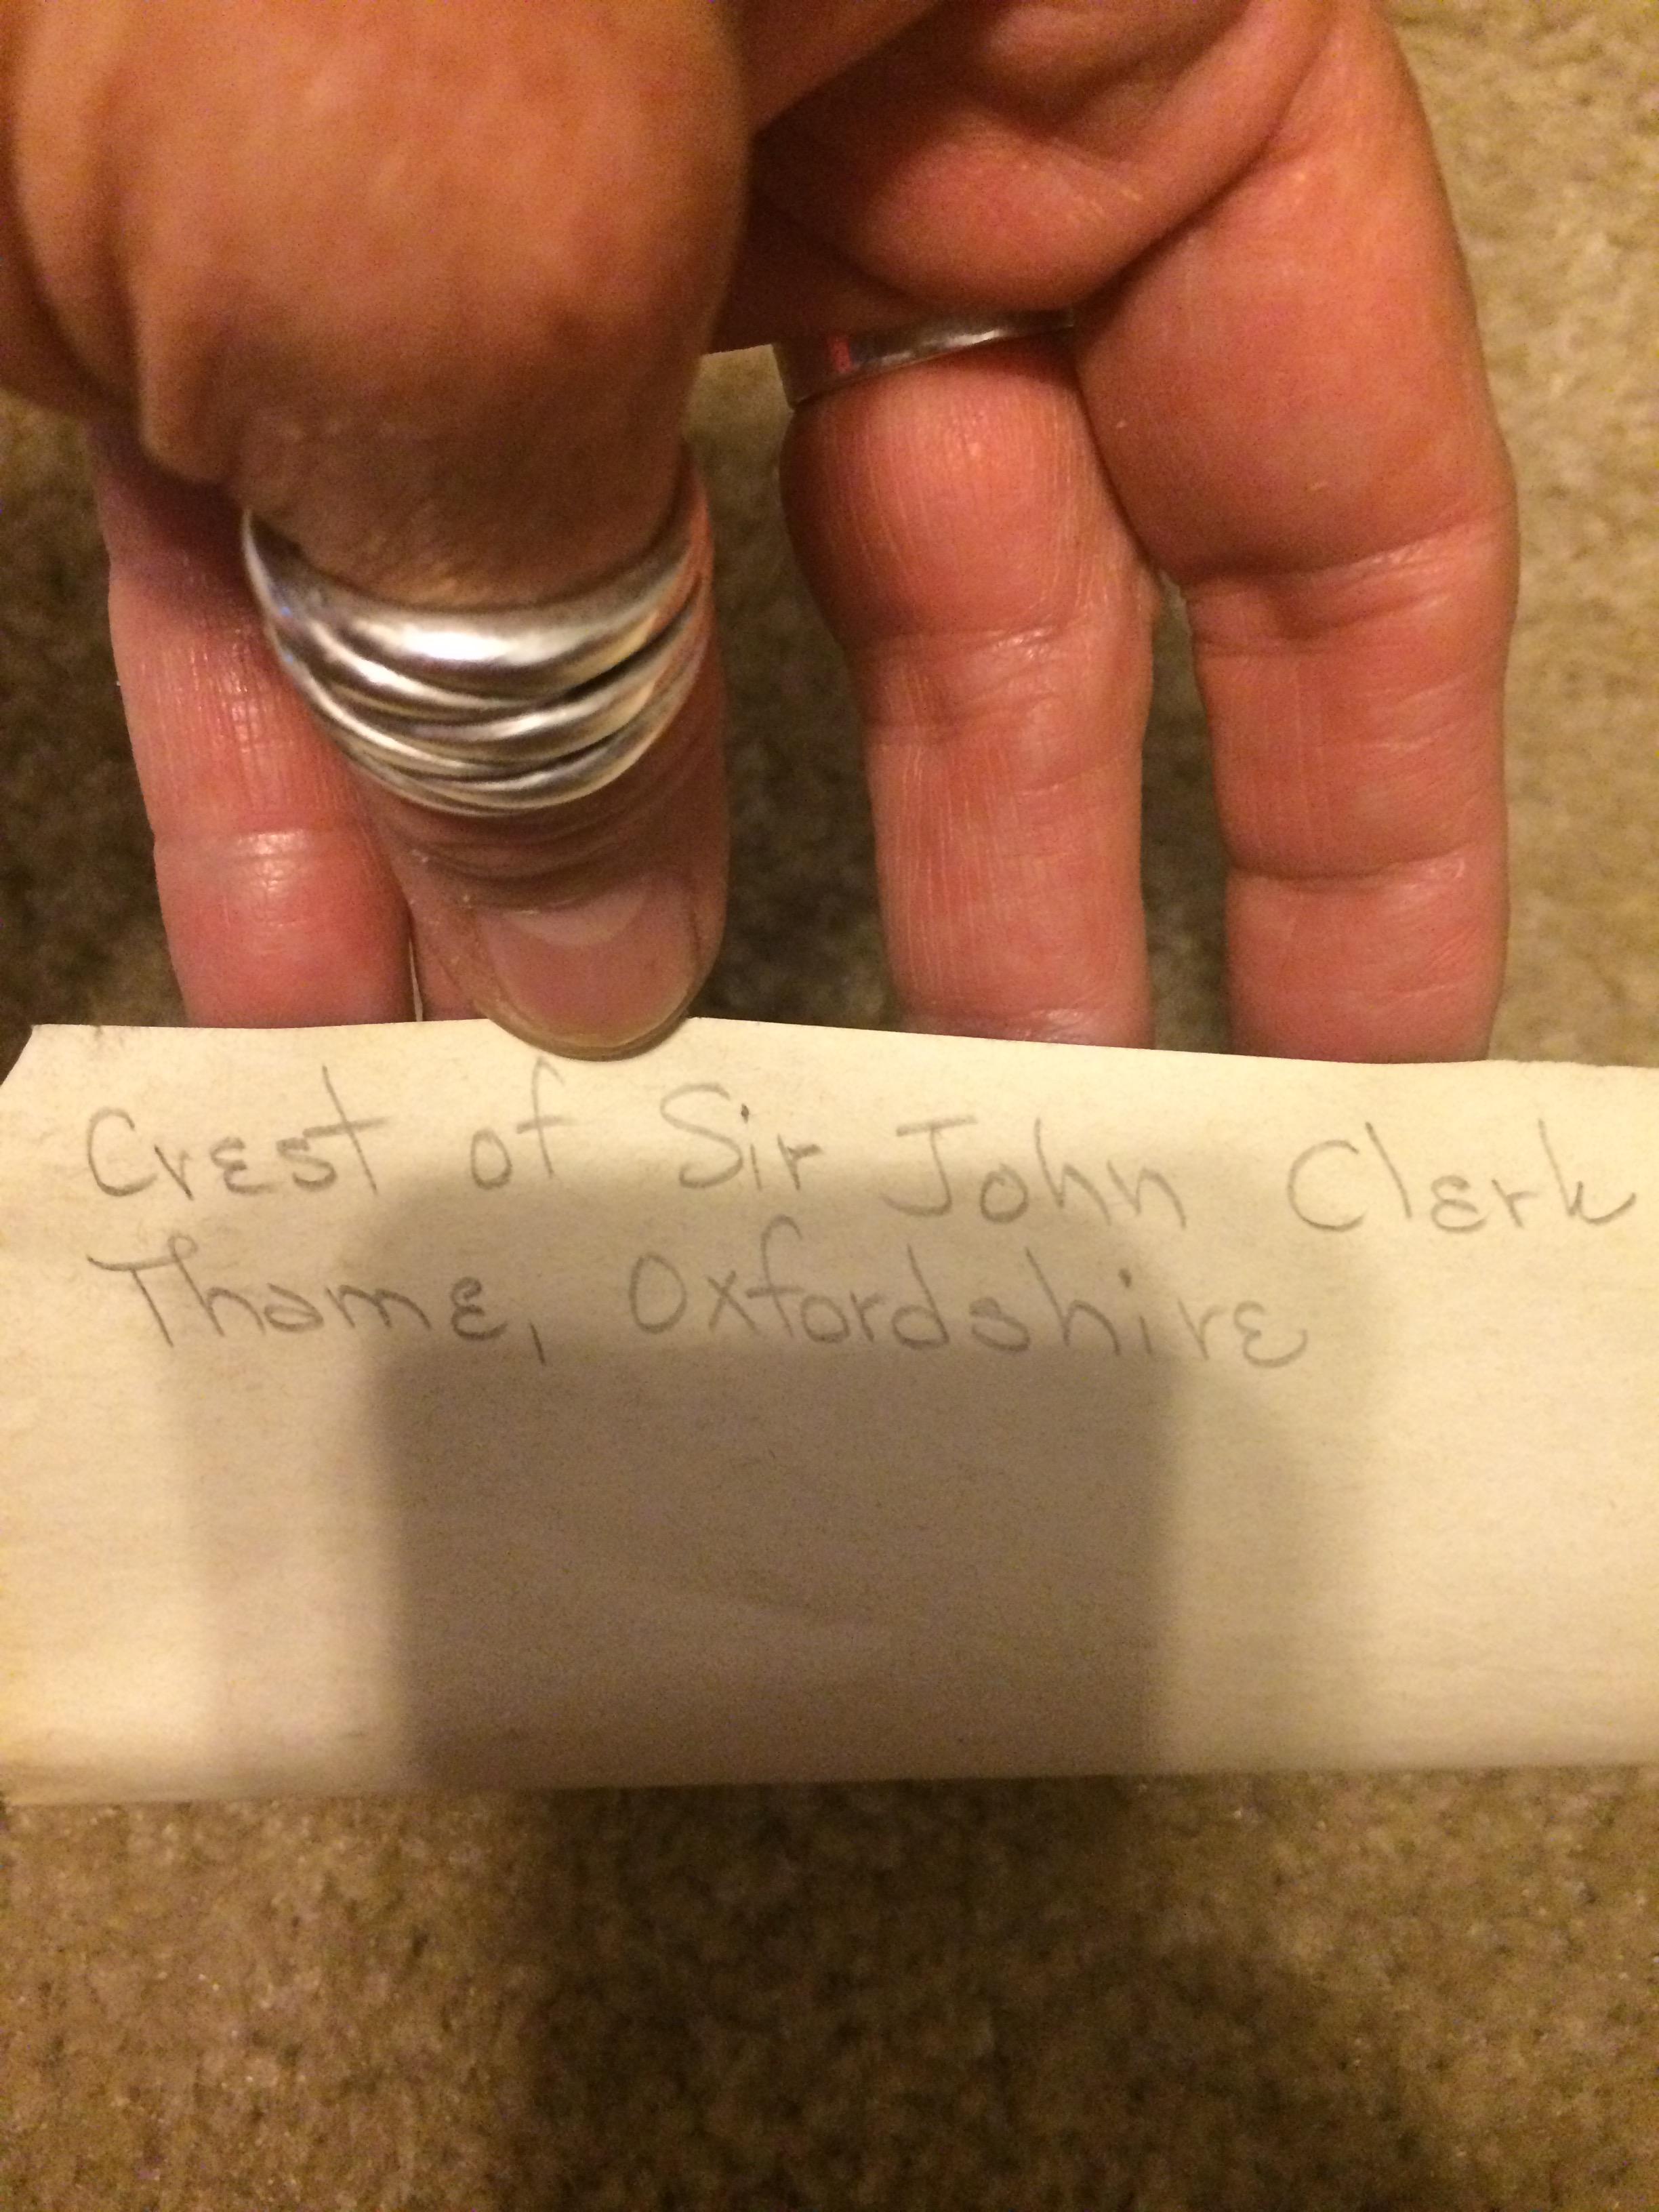 Crest of Sir John Clerk
Thame, Oxfordshire